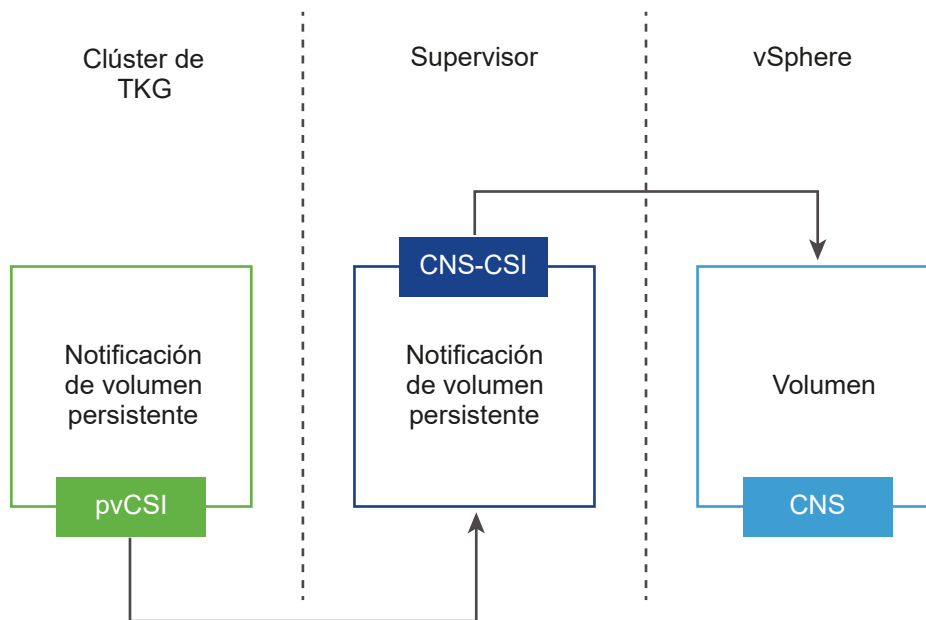 Clúster de
TKG
Supervisor
vSphere
CNS-CSI
Notificación
de volumen
persistente
pvCSI
Notificación
de volumen
persistente
Volumen
CNS